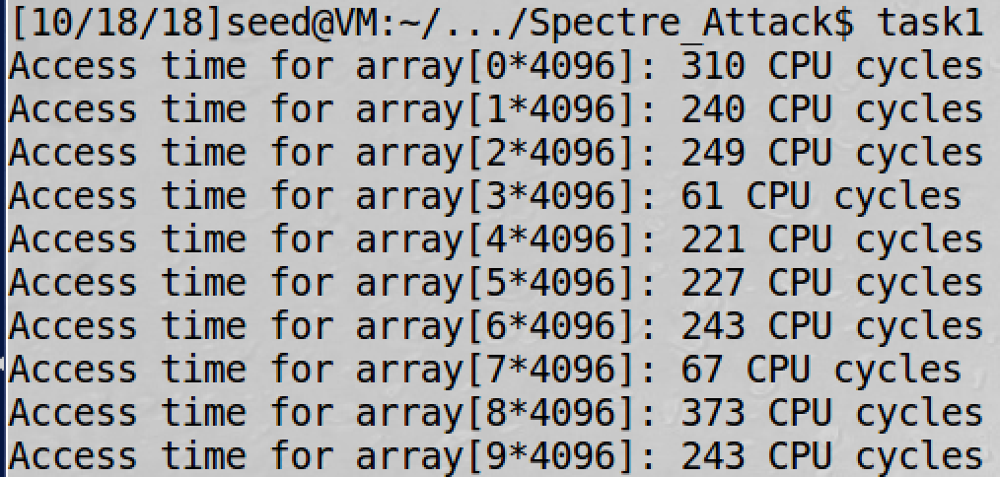 [10/18/18]seed@VM:~/.../Spectre_Attack$ task1
Access time for array[0*4096]: 310 CPU cycles
Access time for array[1*4096]: 240 CPU cycles
Access time for array[2*4096]: 249 CPU cycles
Access time for array[3*4096]: 61 CPU cycles
Access time for array[4*4096]: 221 CPU cycles
Access time for array[5*4096]: 227 CPU cycles
Access time for array[6*4096]: 243 CPU cycles
Access time for array[7*4096]: 67 CPU cycles
Access time for array[8*4096]: 373 CPU cycles
Access time for array[9*4096]: 243 CPU cycles